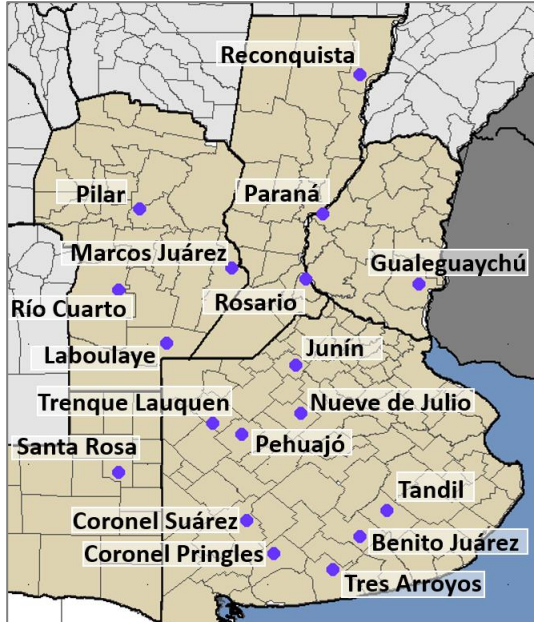 Reconquista
Pilar
Paraná
Marcos Juárez
Gualeguaychú
Río Cuarto
Rosario
Laboulaye
Junín
Trenque Lauquen
Nueve de Julio
Pehuajó
Santa Rosa
Tandil
Coronel Suárez
Benito Juárez
Coronel Pringles
Tres Arroyos